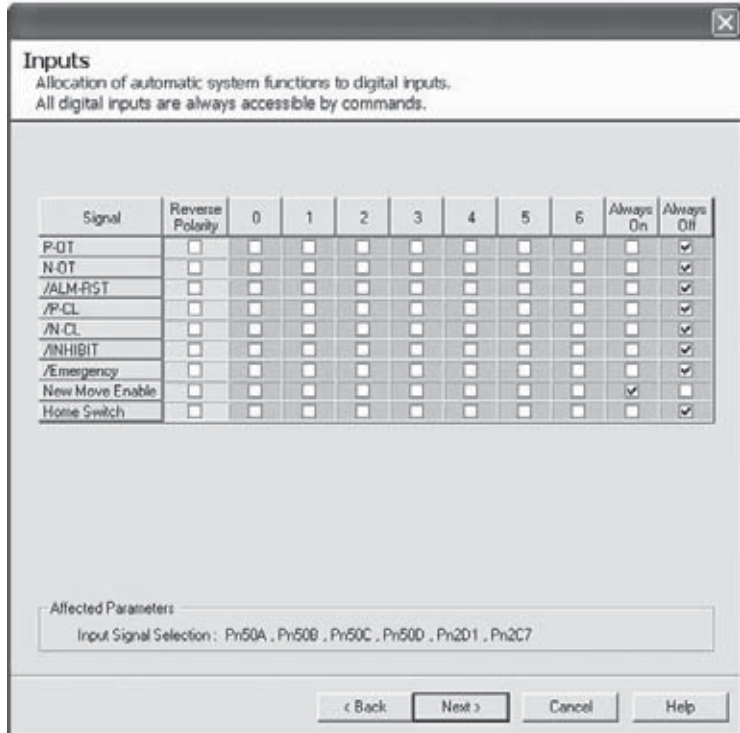 Inputs
Allocation of automatic system functions to digital inputs.
All digital inputs are always accessible by commands.
Signal Reverse Polarity 0 1 2 3 4 5 6 Always On Always Off
P-OT
N-OT
/ALM-RST
/P-CL
/N-CL
/INHIBIT
/Emergency
New Move Enable
Home Switch
Affected Parameters
Input Signal Selection : Pn50A , Pn50B , Pn50C , Pn50D , Pn2D1 , Pn2C7
< Back Next > Cancel Help